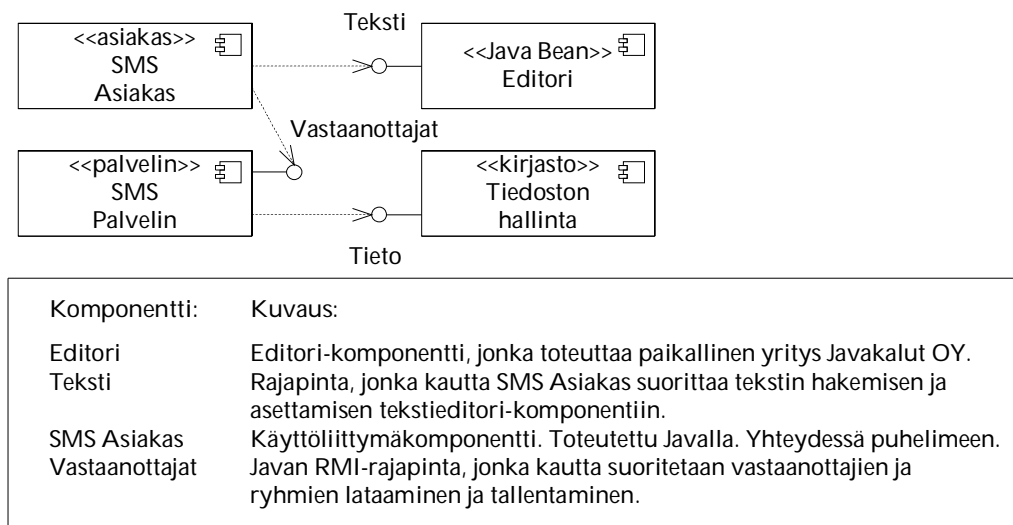 Teksti
<<asiakas>>
SMS
Asiakas
<<Java Bean>>
Editori
Vastaanottajat
<<palvelin>>
SMS
Palvelin
<<kirjasto>>
Tiedoston
hallinta
Tieto
Komponentti: Kuvaus:
Editori Editori-komponentti, jonka toteuttaa paikallinen yritys Javakalut OY.
Teksti Rajapinta, jonka kautta SMS Asiakas suorittaa tekstin hakemisen ja
asettamisen tekstieditori-komponentiin.
SMS Asiakas Käyttöliittymäkomponentti. Toteutettu Javalla. Yhteydessä puhelimeen.
Vastaanottajat Javan RMI-rajapinta, jonka kautta suoritetaan vastaanottajien ja
ryhmien lataaminen ja tallentaminen.